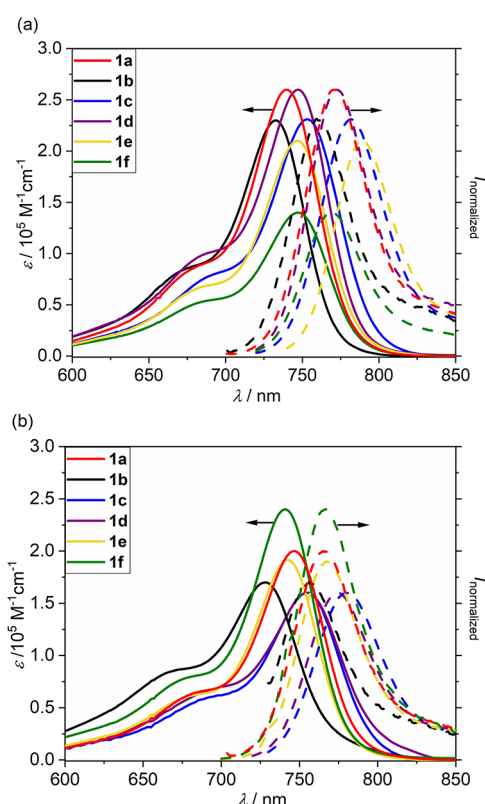 (a)
3.0
2.5
2.0
1.5
1.0
0.5
0.0
ε / 10⁵ M⁻¹cm⁻¹
1a
1b
1c
1d
1e
1f
I normalized
600 650 700 750 800 850
λ / nm
(b)
3.0
2.5
2.0
1.5
1.0
0.5
0.0
ε /10⁵ M⁻¹cm⁻¹
1a
1b
1c
1d
1e
1f
I normalized
600 650 700 750 800 850
λ / nm